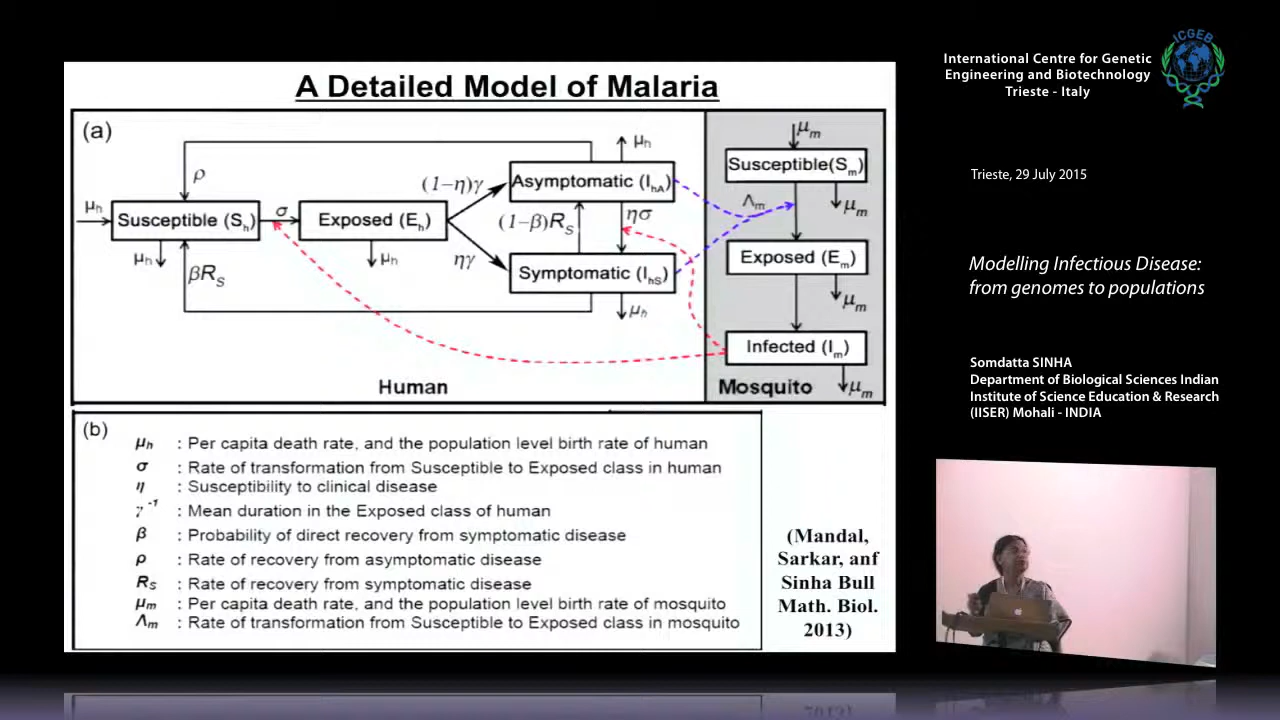 A Detailed Model of Malaria
(a)
μh
ρ
(1−η)γ
Asymptomatic (IhA)
μh
Susceptible (Sh)
σ
Exposed (Eh)
(1−β)RS
ησ
μh
βRS
μh
ηγ
Symptomatic (IhS)
μh
Human
μm
Susceptible(Sm)
Λm
μm
Exposed (Em)
μm
Infected (Im)
Mosquito
μm
(b)
μh : Per capita death rate, and the population level birth rate of human
σ : Rate of transformation from Susceptible to Exposed class in human
η : Susceptibility to clinical disease
γ -1 : Mean duration in the Exposed class of human
β : Probability of direct recovery from symptomatic disease
ρ : Rate of recovery from asymptomatic disease
RS : Rate of recovery from symptomatic disease
μm : Per capita death rate, and the population level birth rate of mosquito
Λm : Rate of transformation from Susceptible to Exposed class in mosquito
(Mandal,
Sarkar, anf
Sinha Bull
Math. Biol.
2013)
International Centre for Genetic
Engineering and Biotechnology
Trieste - Italy
ICGEB
Trieste, 29 July 2015
Modelling Infectious Disease:
from genomes to populations
Somdatta SINHA
Department of Biological Sciences Indian
Institute of Science Education & Research
(IISER) Mohali - INDIA